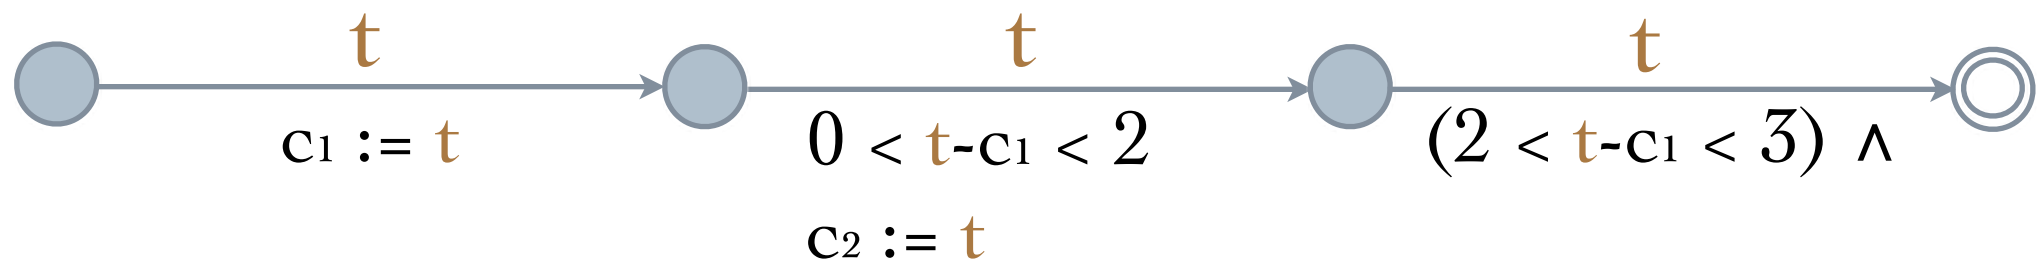 t t t
c₁ := t
0 < t-c₁ < 2
c₂ := t
(2 < t-c₁ < 3) ∧